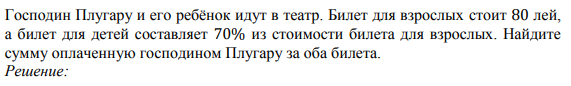 Господин Плугару и его ребёнок идут в театр. Билет для взрослых стоит 80 лей,
а билет для детей составляет 70% из стоимости билета для взрослых. Найдите
сумму оплаченную господином Плугару за оба билета.
Решение: